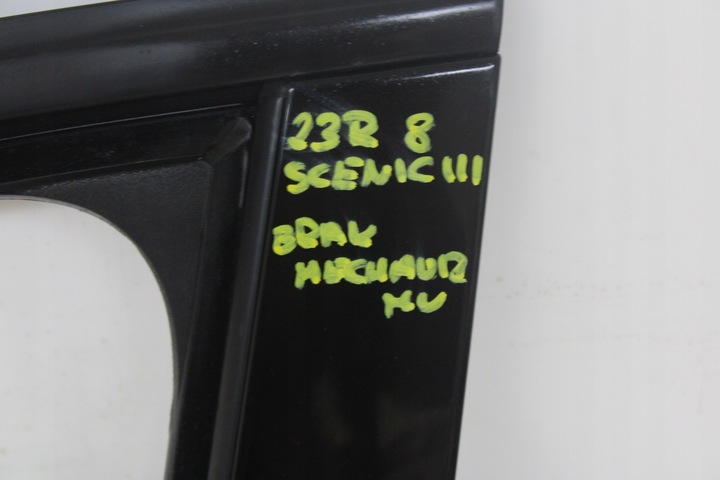 23R 8
SCENIC III
BRAK
MECHANIZ
MU